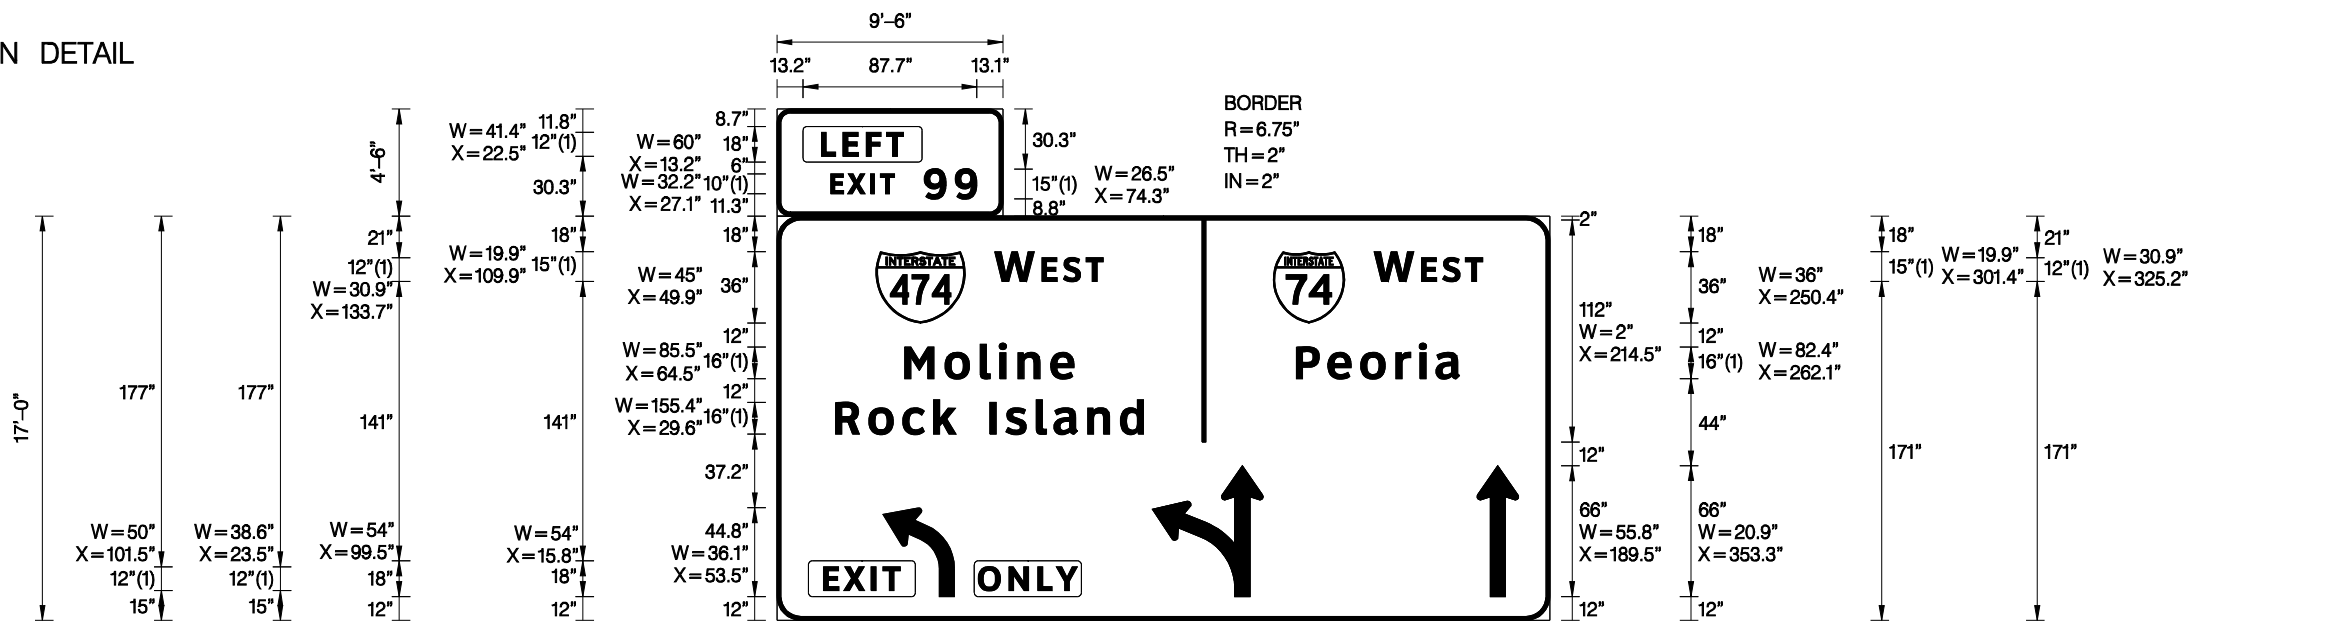 N DETAIL
9'–6"
13.2" 87.7" 13.1"
BORDER
R=6.75"
TH=2"
IN=2"
4'–6"
W=41.4"
X=22.5"
11.8"
12"(1)
30.3"
W=60"
X=13.2"
W=32.2"
X=27.1"
8.7"
18"
6"
10"(1)
11.3"
LEFT
EXIT 99
30.3"
15"(1)
8.8"
W=26.5"
X=74.3"
17'–0"
177"
W=50"
X=101.5"
12"(1)
15"
177"
W=38.6"
X=23.5"
12"(1)
15"
21"
12"(1)
W=30.9"
X=133.7"
141"
W=54"
X=99.5"
18"
12"
18"
W=19.9"
X=109.9"
15"(1)
141"
W=54"
X=15.8"
18"
12"
18"
W=45"
X=49.9"
36"
12"
W=85.5"
X=64.5"
16"(1)
12"
W=155.4"
X=29.6"
16"(1)
37.2"
44.8"
W=36.1"
X=53.5"
12"
INTERSTATE
474
WEST
Moline
Rock Island
EXIT ONLY
INTERSTATE
74
WEST
Peoria
2"
112"
W=2"
X=214.5"
12"
66"
W=55.8"
X=189.5"
12"
18"
36"
W=36"
X=250.4"
12"
16"(1)
W=82.4"
X=262.1"
44"
66"
W=20.9"
X=353.3"
12"
18"
15"(1)
W=19.9"
X=301.4"
171"
21"
12"(1)
W=30.9"
X=325.2"
171"